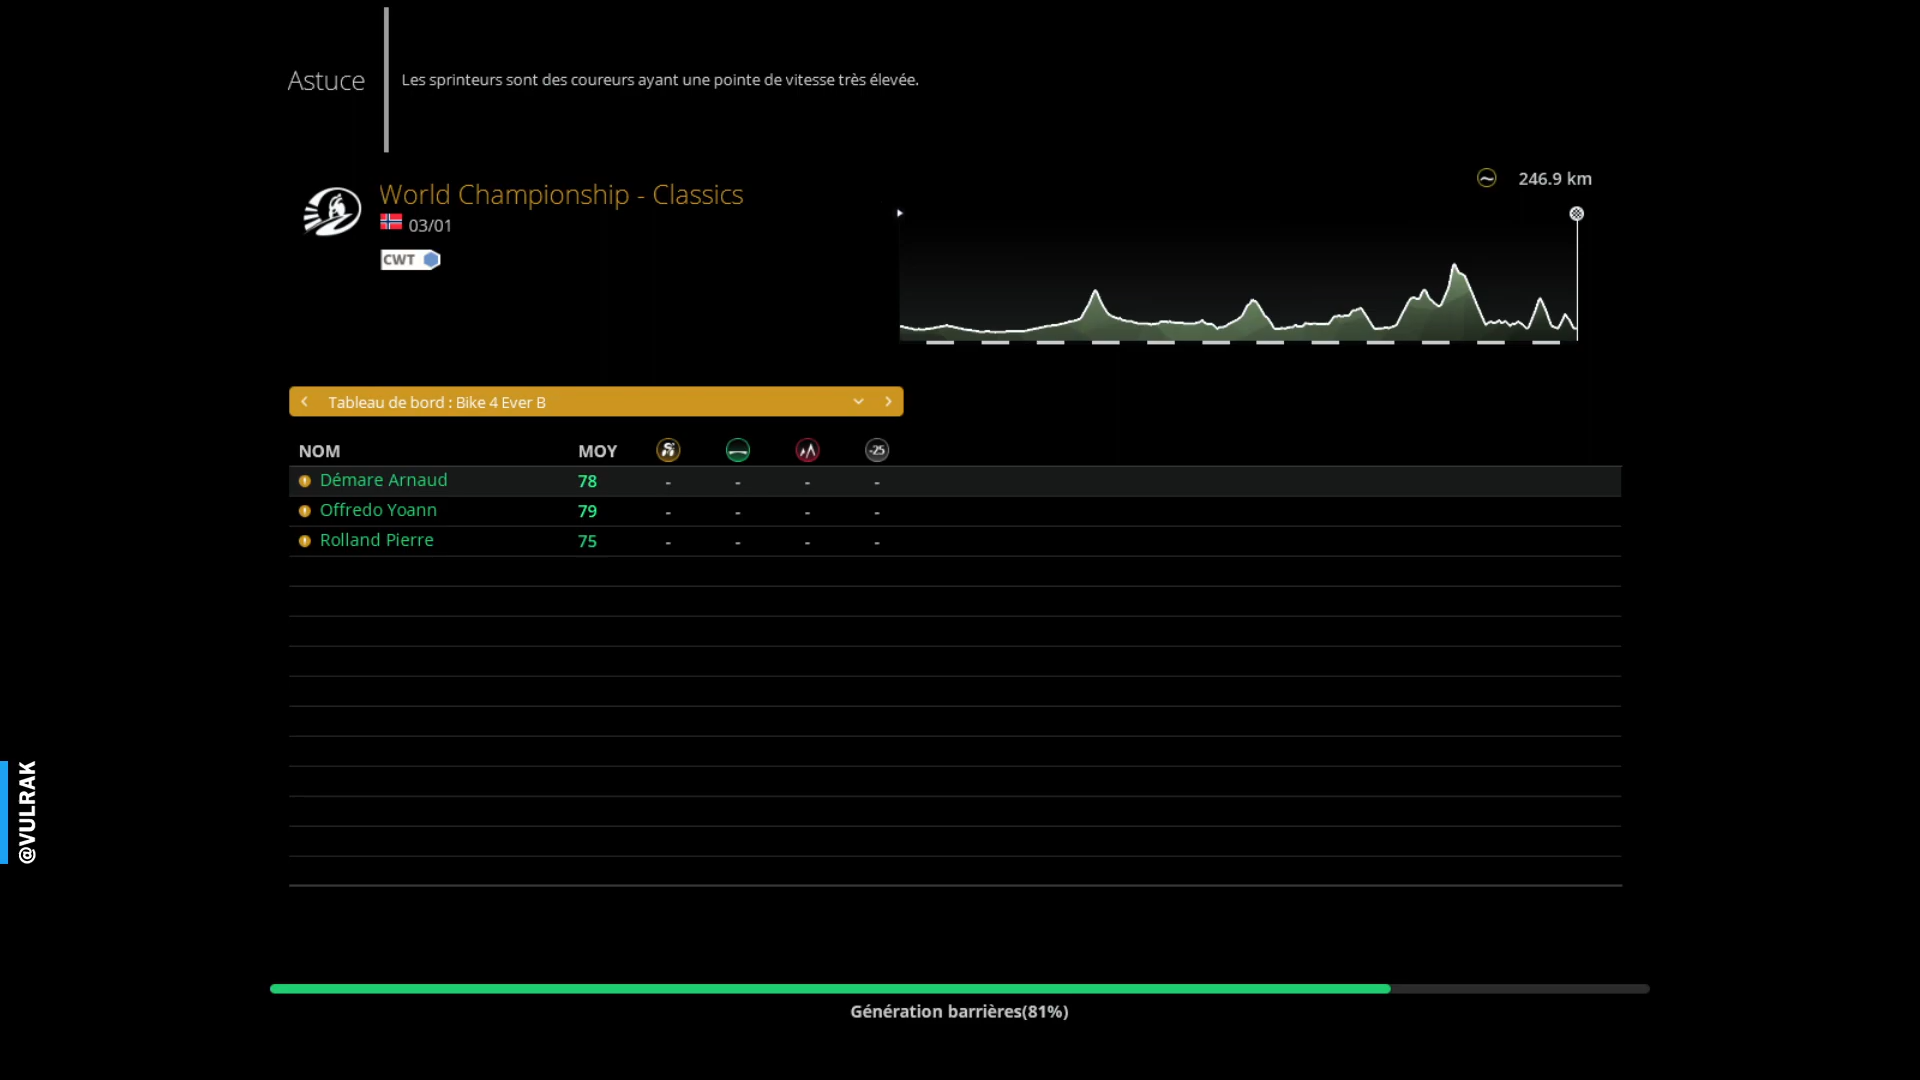 Astuce
Les sprinteurs sont des coureurs ayant une pointe de vitesse très élevée.
World Championship - Classics
03/01
CWT
246.9 km
Tableau de bord : Bike 4 Ever B
NOM MOY -25
Démare Arnaud 78 - - - -
Offredo Yoann 79 - - - -
Rolland Pierre 75 - - - -
@VULRAK
Génération barrières(81%)